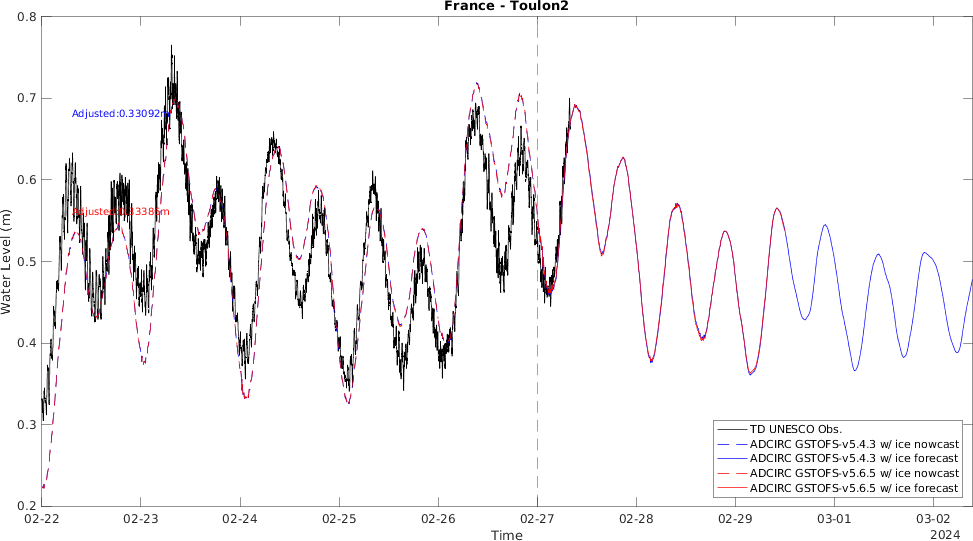 France - Toulon2
Water Level (m)
0.8
0.7
0.6
0.5
0.4
0.3
0.2
Adjusted:0.33092m
Adjusted:0.33386m
TD UNESCO Obs.
ADCIRC GSTOFS-v5.4.3 w/ ice nowcast
ADCIRC GSTOFS-v5.4.3 w/ ice forecast
ADCIRC GSTOFS-v5.6.5 w/ ice nowcast
ADCIRC GSTOFS-v5.6.5 w/ ice forecast
02-22 02-23 02-24 02-25 02-26 02-27 02-28 02-29 03-01 03-02
Time 2024